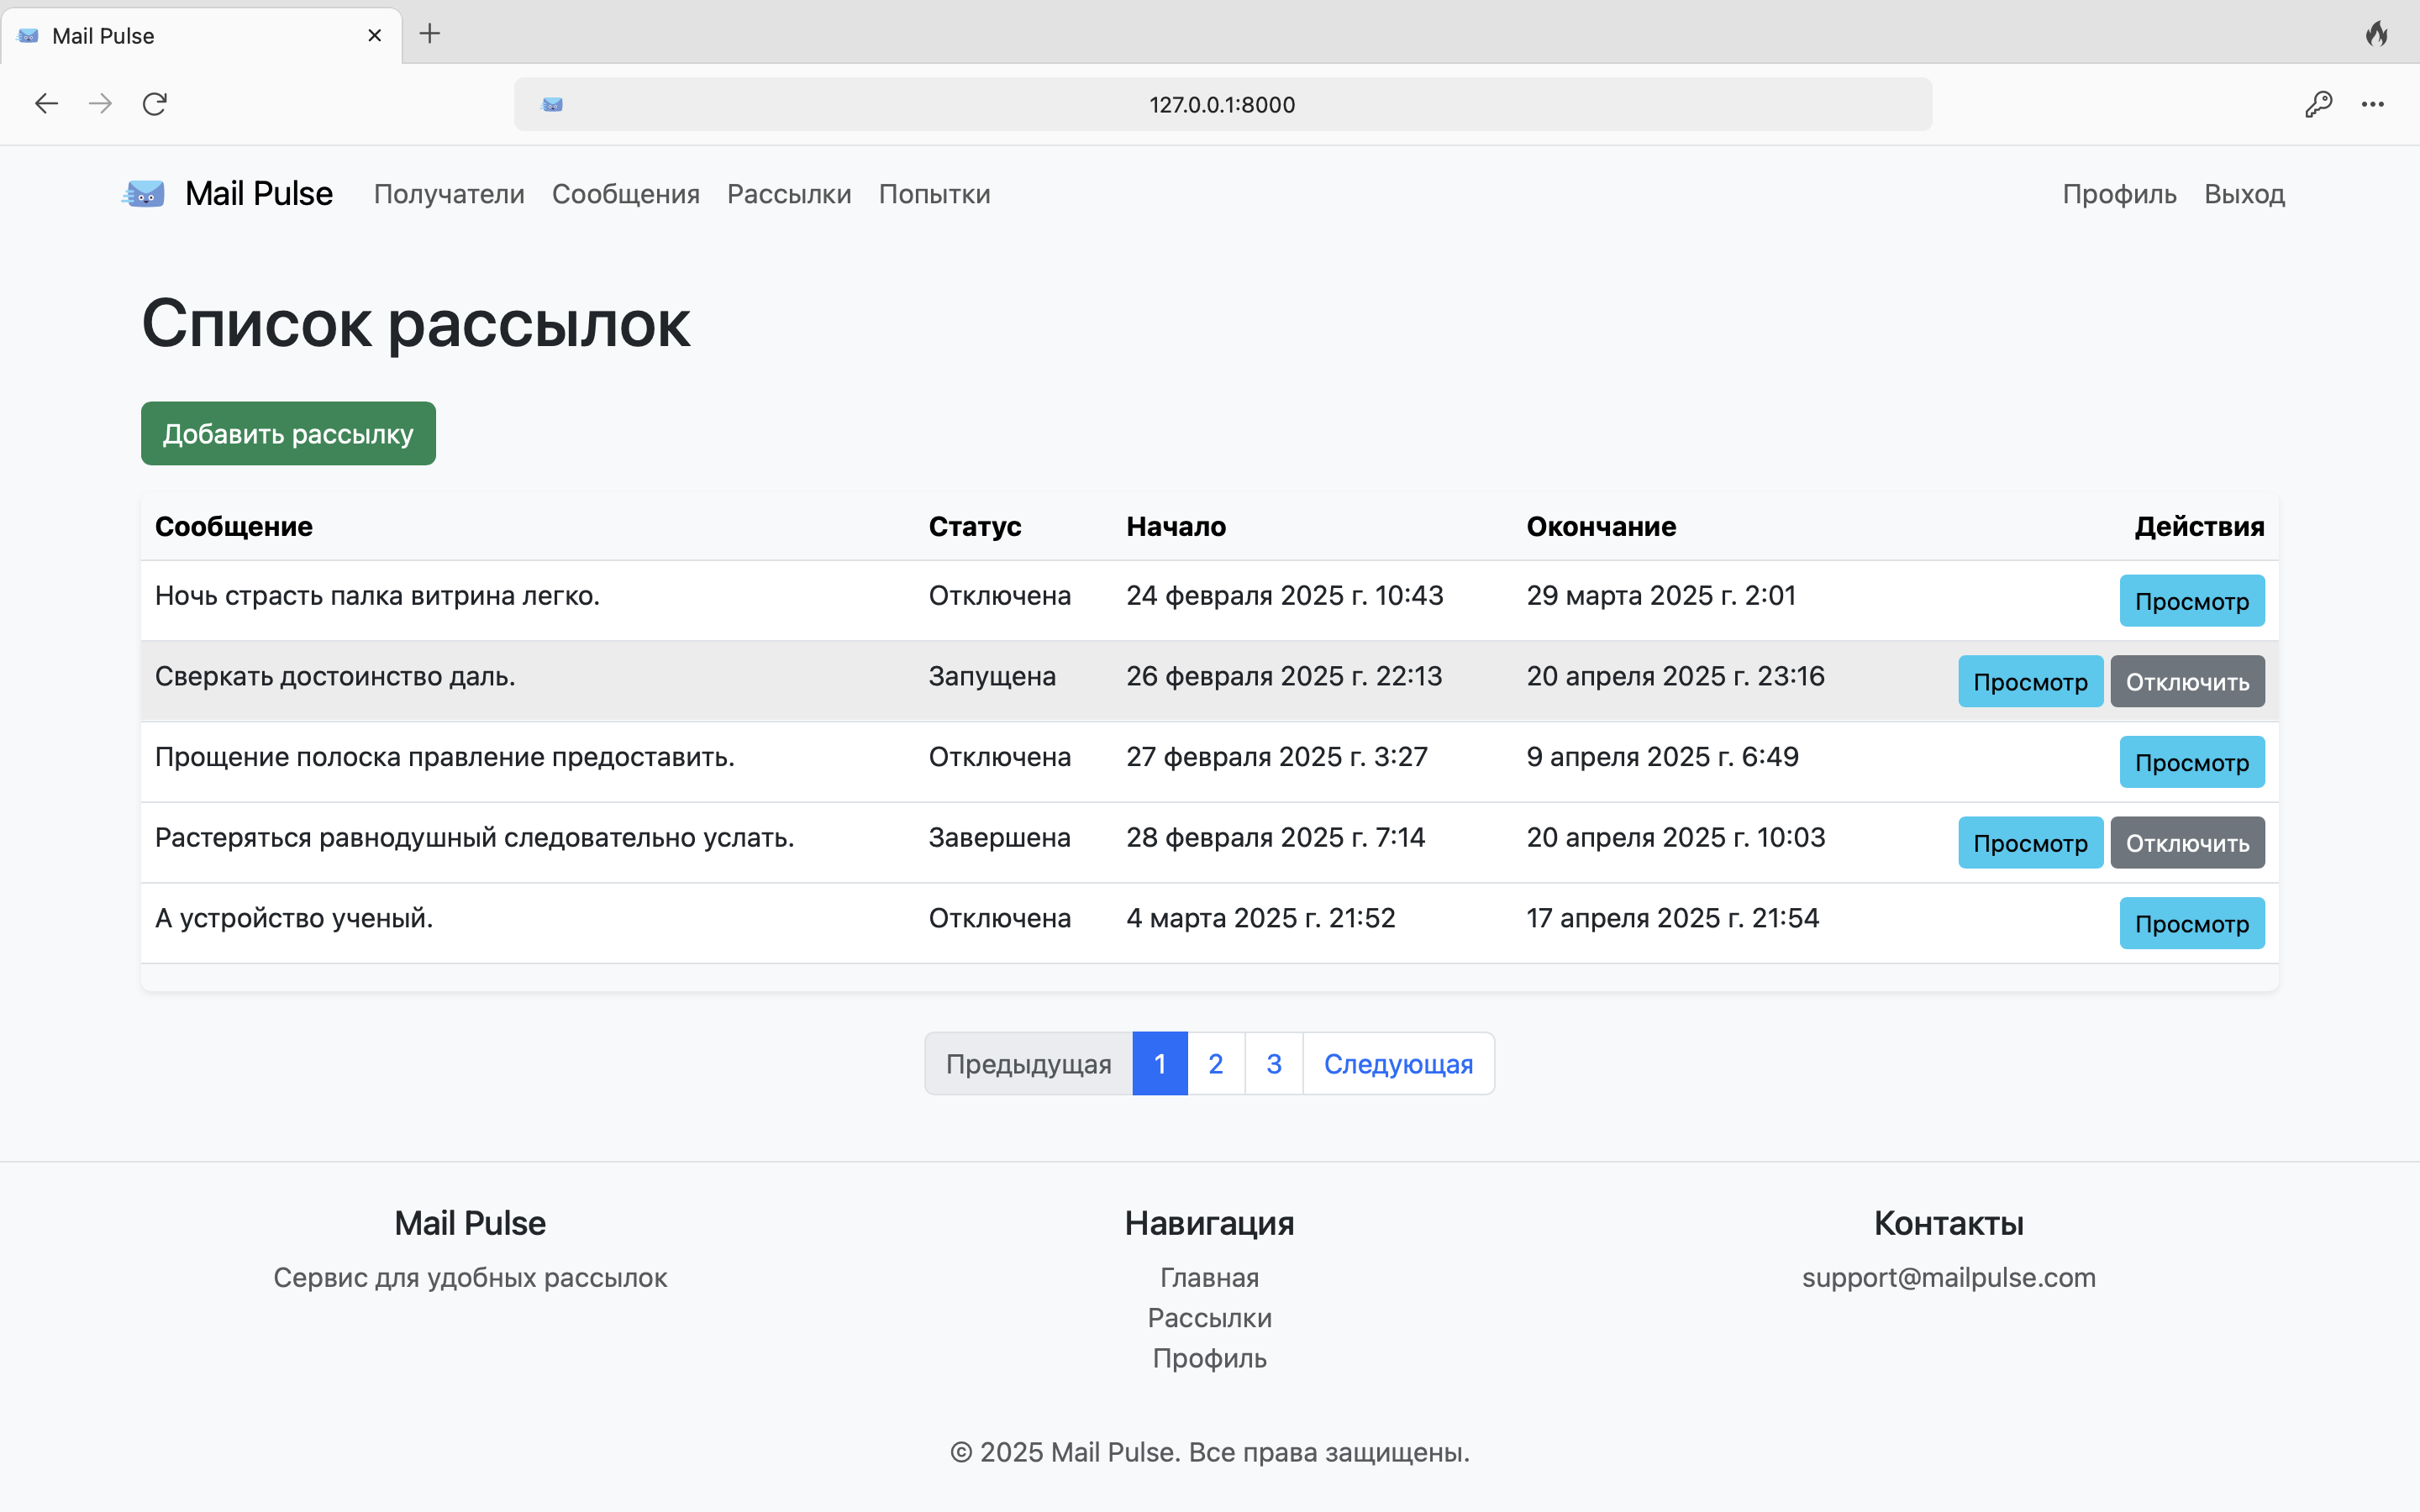 Mail Pulse
127.0.0.1:8000
Mail Pulse Получатели Сообщения Рассылки Попытки Профиль Выход
Список рассылок
Добавить рассылку
Сообщение Статус Начало Окончание Действия
Ночь страсть палка витрина легко. Отключена 24 февраля 2025 г. 10:43 29 марта 2025 г. 2:01 Просмотр
Сверкать достоинство даль. Запущена 26 февраля 2025 г. 22:13 20 апреля 2025 г. 23:16 Просмотр Отключить
Прощение полоска правление предоставить. Отключена 27 февраля 2025 г. 3:27 9 апреля 2025 г. 6:49 Просмотр
Растеряться равнодушный следовательно услать. Завершена 28 февраля 2025 г. 7:14 20 апреля 2025 г. 10:03 Просмотр Отключить
А устройство ученый. Отключена 4 марта 2025 г. 21:52 17 апреля 2025 г. 21:54 Просмотр
Предыдущая 1 2 3 Следующая
Mail Pulse Навигация Контакты
Сервис для удобных рассылок Главная support@mailpulse.com
Рассылки
Профиль
© 2025 Mail Pulse. Все права защищены.